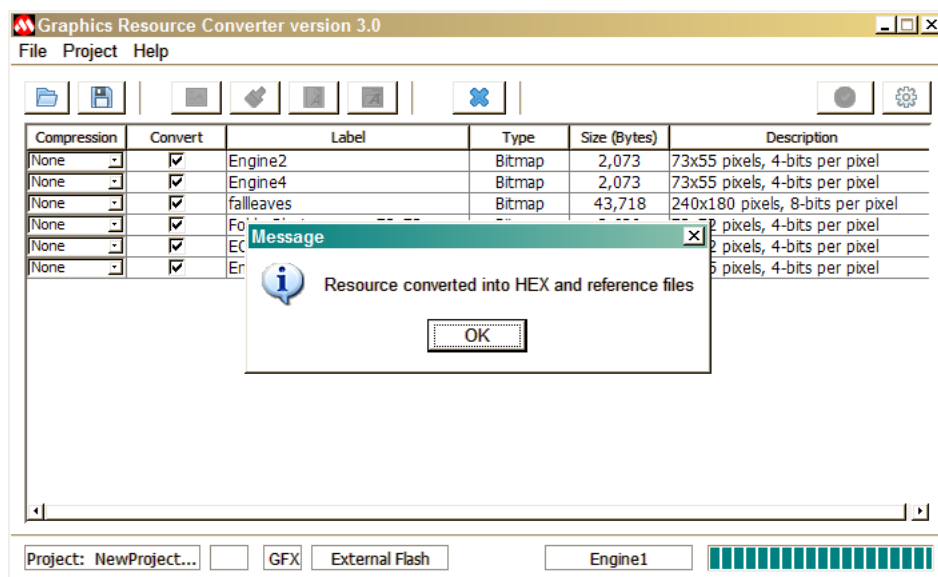 Graphics Resource Converter version 3.0
File Project Help
Compression Convert Label Type Size (Bytes) Description
None Engine2 Bitmap 2,073 73x55 pixels, 4-bits per pixel
None Engine4 Bitmap 2,073 73x55 pixels, 4-bits per pixel
None fallleaves Bitmap 43,718 240x180 pixels, 8-bits per pixel
None pixels, 4-bits per pixel
None pixels, 4-bits per pixel
None pixels, 4-bits per pixel
Message
Resource converted into HEX and reference files
OK
Project: NewProject... GFX External Flash Engine1